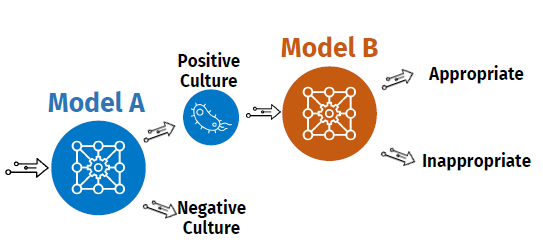 Model A
Positive
Culture
Negative
Culture
Model B
Appropriate
Inappropriate